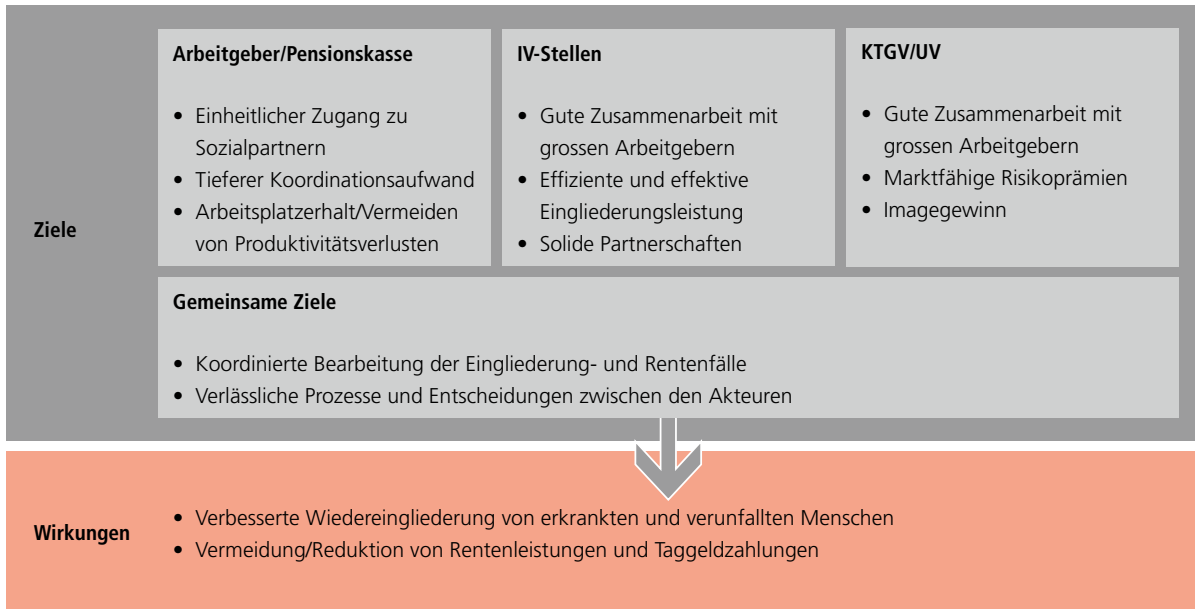 Ziele
Arbeitgeber/Pensionskasse
• Einheitlicher Zugang zu
Sozialpartnern
• Tieferer Koordinationsaufwand
• Arbeitsplatzerhalt/Vermeiden
von Produktivitätsverlusten
IV-Stellen
• Gute Zusammenarbeit mit
grossen Arbeitgebern
• Effiziente und effektive
Eingliederungsleistung
• Solide Partnerschaften
KTGV/UV
• Gute Zusammenarbeit mit
grossen Arbeitgebern
• Marktfähige Risikoprämien
• Imagegewinn
Gemeinsame Ziele
• Koordinierte Bearbeitung der Eingliederung- und Rentenfälle
• Verlässliche Prozesse und Entscheidungen zwischen den Akteuren
Wirkungen
• Verbesserte Wiedereingliederung von erkrankten und verunfallten Menschen
• Vermeidung/Reduktion von Rentenleistungen und Taggeldzahlungen